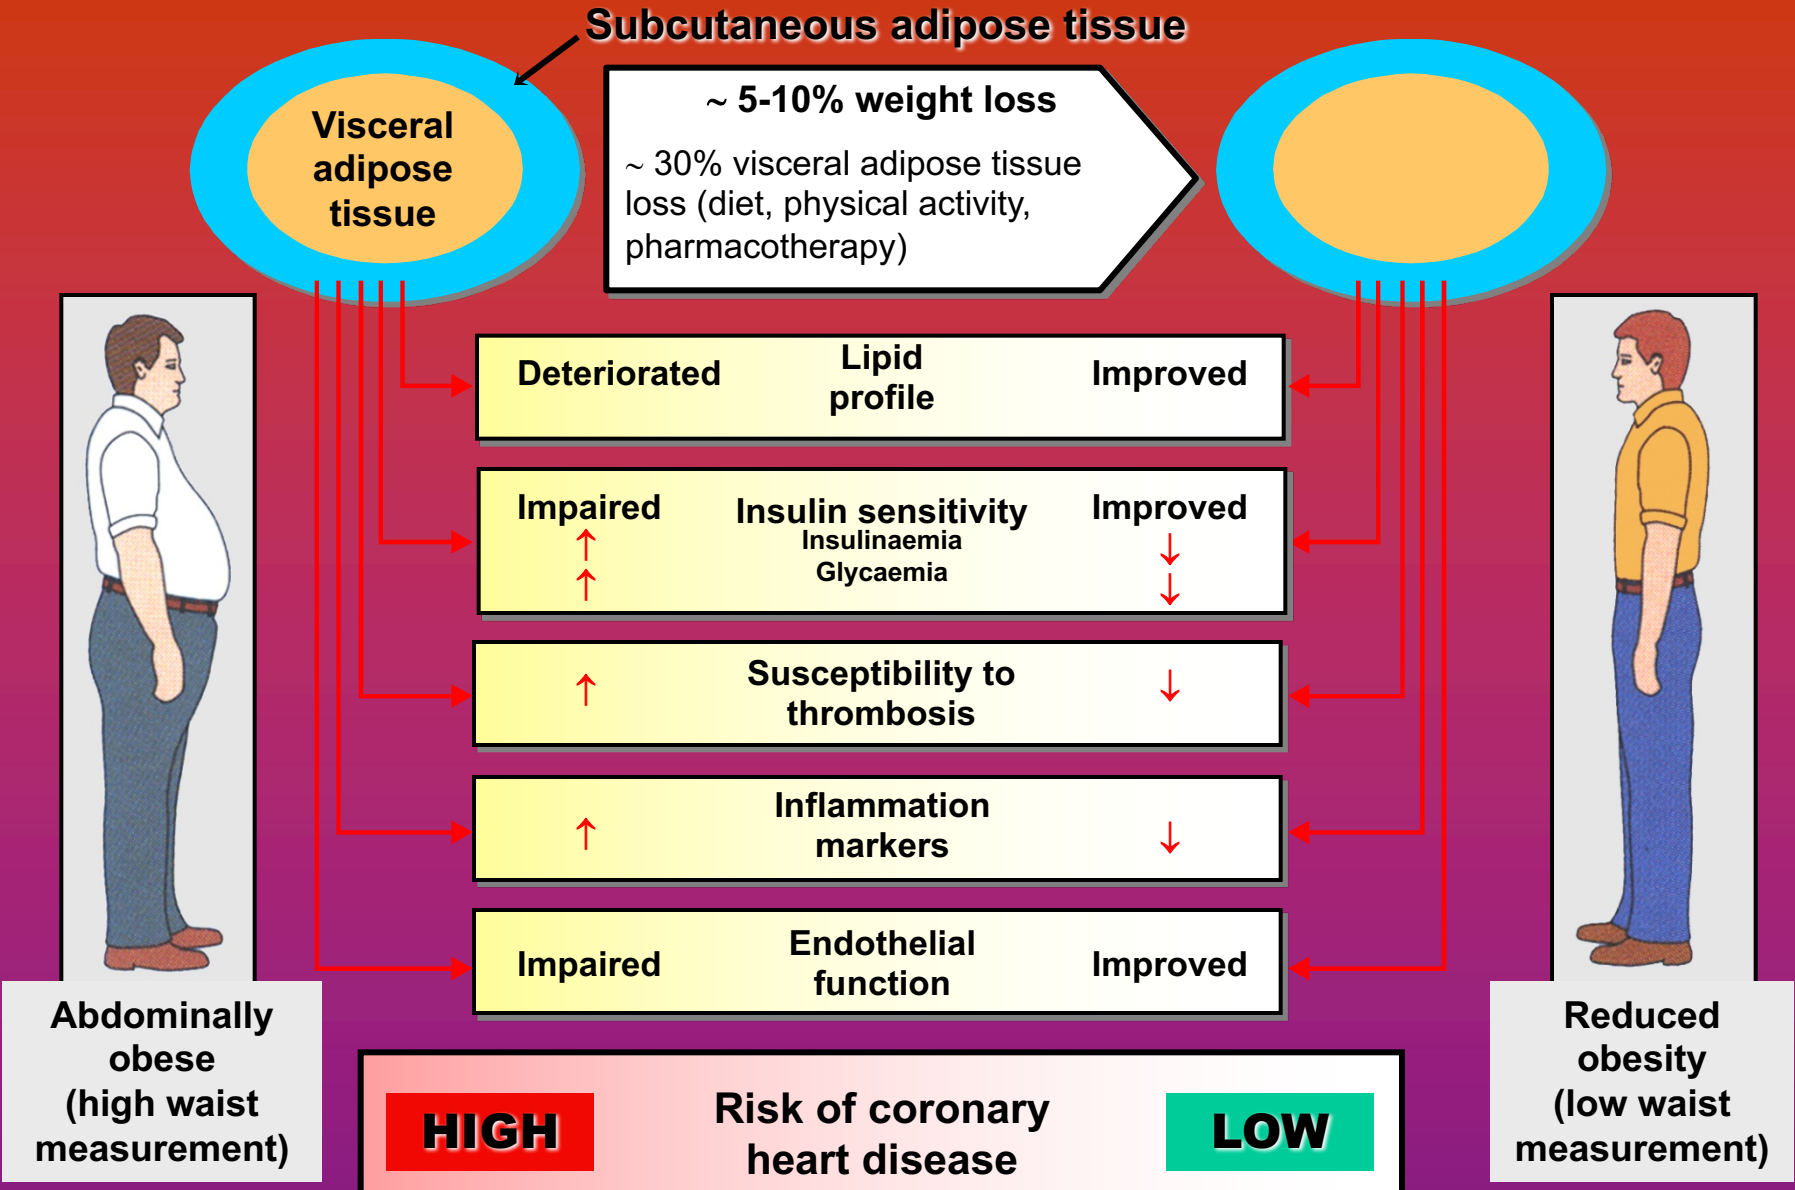 Subcutaneous adipose tissue
Visceral
adipose
tissue
~ 5-10% weight loss
~ 30% visceral adipose tissue
loss (diet, physical activity,
pharmacotherapy)
Deteriorated
Lipid
profile
Improved
Impaired
↑
↑
Insulin sensitivity
Insulinaemia
Glycaemia
Improved
↓
↓
↑
Susceptibility to
thrombosis
↓
↑
Inflammation
markers
↓
Impaired
Endothelial
function
Improved
Abdominally
obese
(high waist
measurement)
HIGH
Risk of coronary
heart disease
LOW
Reduced
obesity
(low waist
measurement)